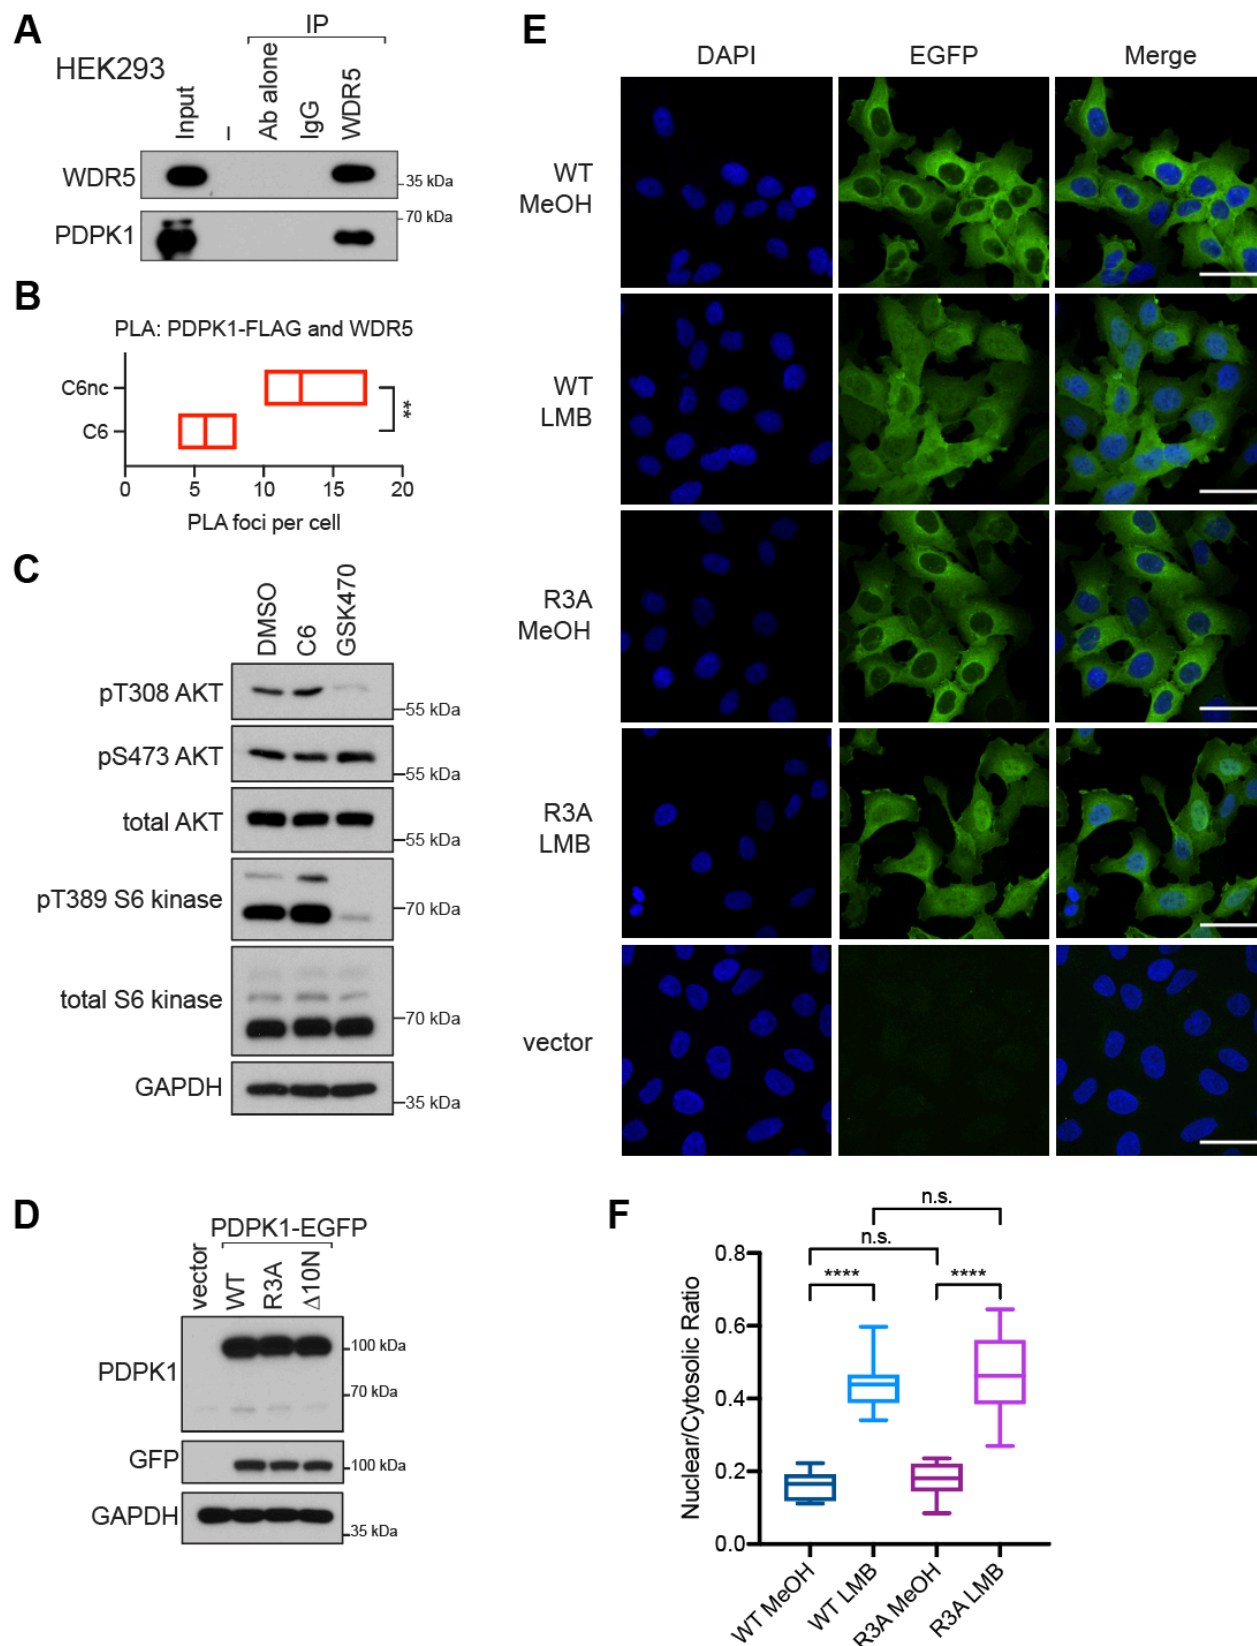 A
IP
HEK293
Input
–
Ab alone
IgG
WDR5
WDR5
35 kDa
70 kDa
PDPK1
B
PLA: PDPK1-FLAG and WDR5
C6nc
**
C6
0 5 10 15 20
PLA foci per cell
C
DMSO
C6
GSK470
pT308 AKT
55 kDa
pS473 AKT
55 kDa
total AKT
55 kDa
pT389 S6 kinase
70 kDa
total S6 kinase
70 kDa
GAPDH
35 kDa
D
PDPK1-EGFP
vector
WT
R3A
Δ10N
100 kDa
PDPK1
70 kDa
GFP
100 kDa
GAPDH
35 kDa
E
DAPI EGFP Merge
WT
MeOH
WT
LMB
R3A
MeOH
R3A
LMB
vector
F
n.s.
n.s.
**** ****
0.8
0.6
0.4
0.2
0.0
Nuclear/Cytosolic Ratio
WT MeOH
WT LMB
R3A MeOH
R3A LMB